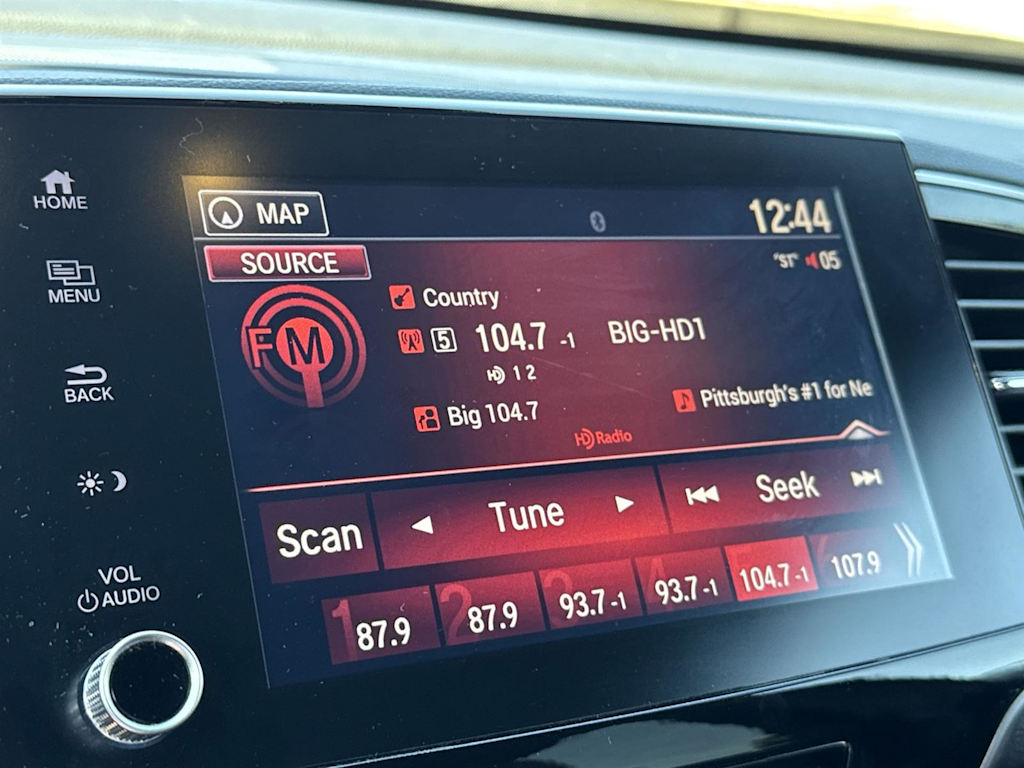 HOME
MENU
BACK
VOL
AUDIO
MAP
12:44
SOURCE
"ST" 05
FM
Country
5 104.7 -1 BIG-HD1
HD 1 2
Big 104.7 Pittsburgh's #1 for Ne
HD Radio
Scan Tune Seek
1 87.9 2 87.9 3 93.7-1 4 93.7-1 104.7-1 6 107.9